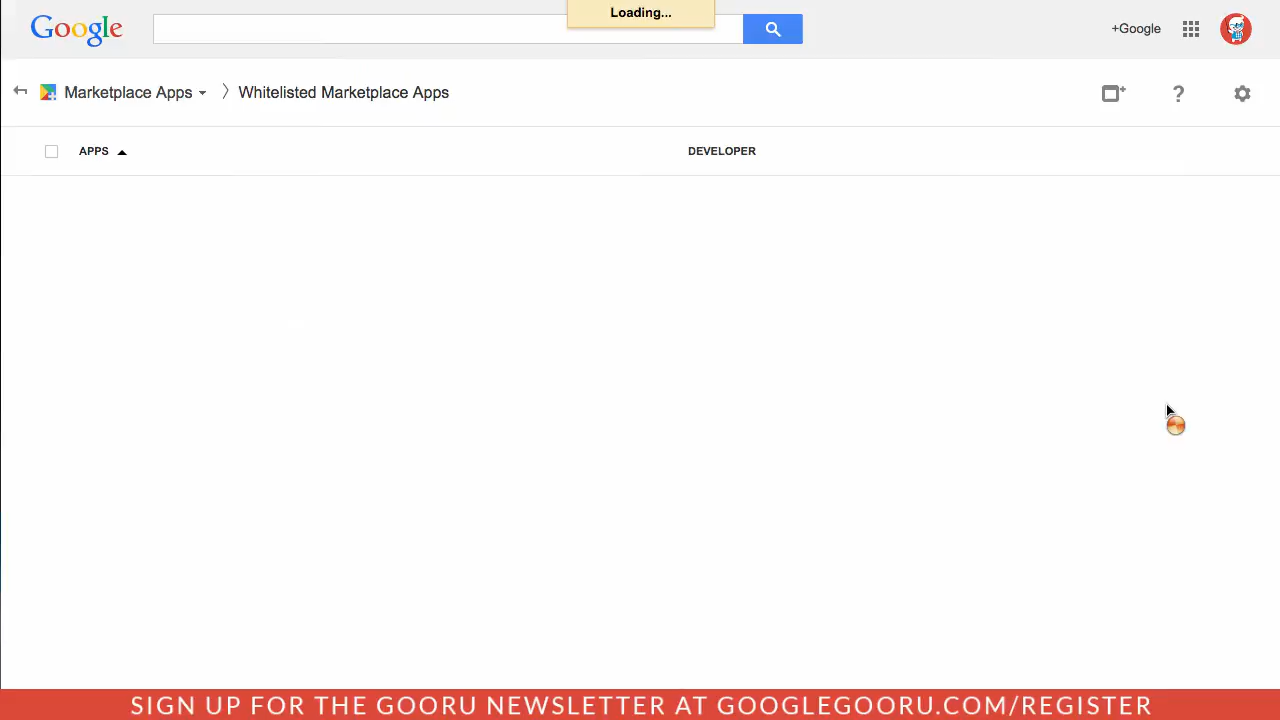 Loading...
Google
+Google
Marketplace Apps
Whitelisted Marketplace Apps
?
APPS
DEVELOPER
SIGN UP FOR THE GOORU NEWSLETTER AT GOOGLEGOORU.COM/REGISTER